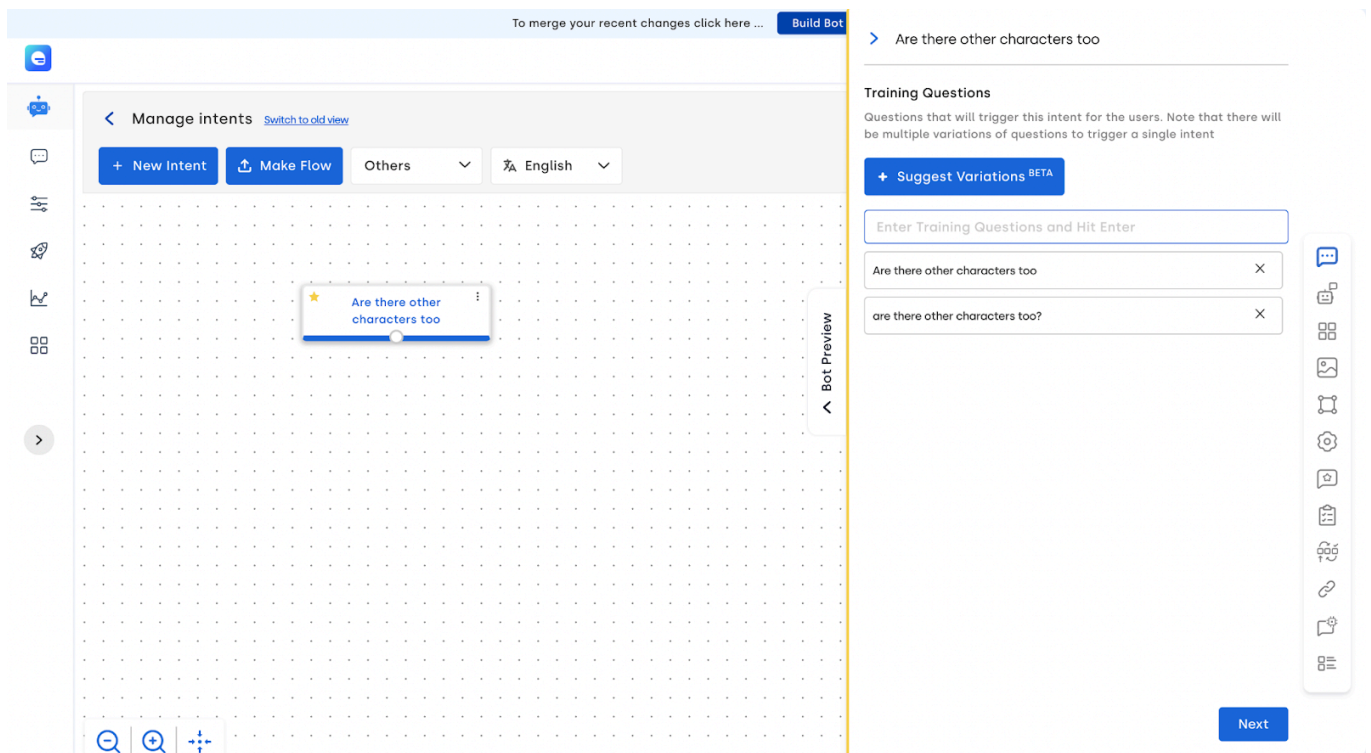 To merge your recent changes click here ...
Build Bot
Manage intents
Switch to old view
+ New Intent
Make Flow
Others
English
Are there other
characters too
Bot Preview
Are there other characters too
Training Questions
Questions that will trigger this intent for the users. Note that there will
be multiple variations of questions to trigger a single intent
+ Suggest Variations BETA
Enter Training Questions and Hit Enter
Are there other characters too
are there other characters too?
Next